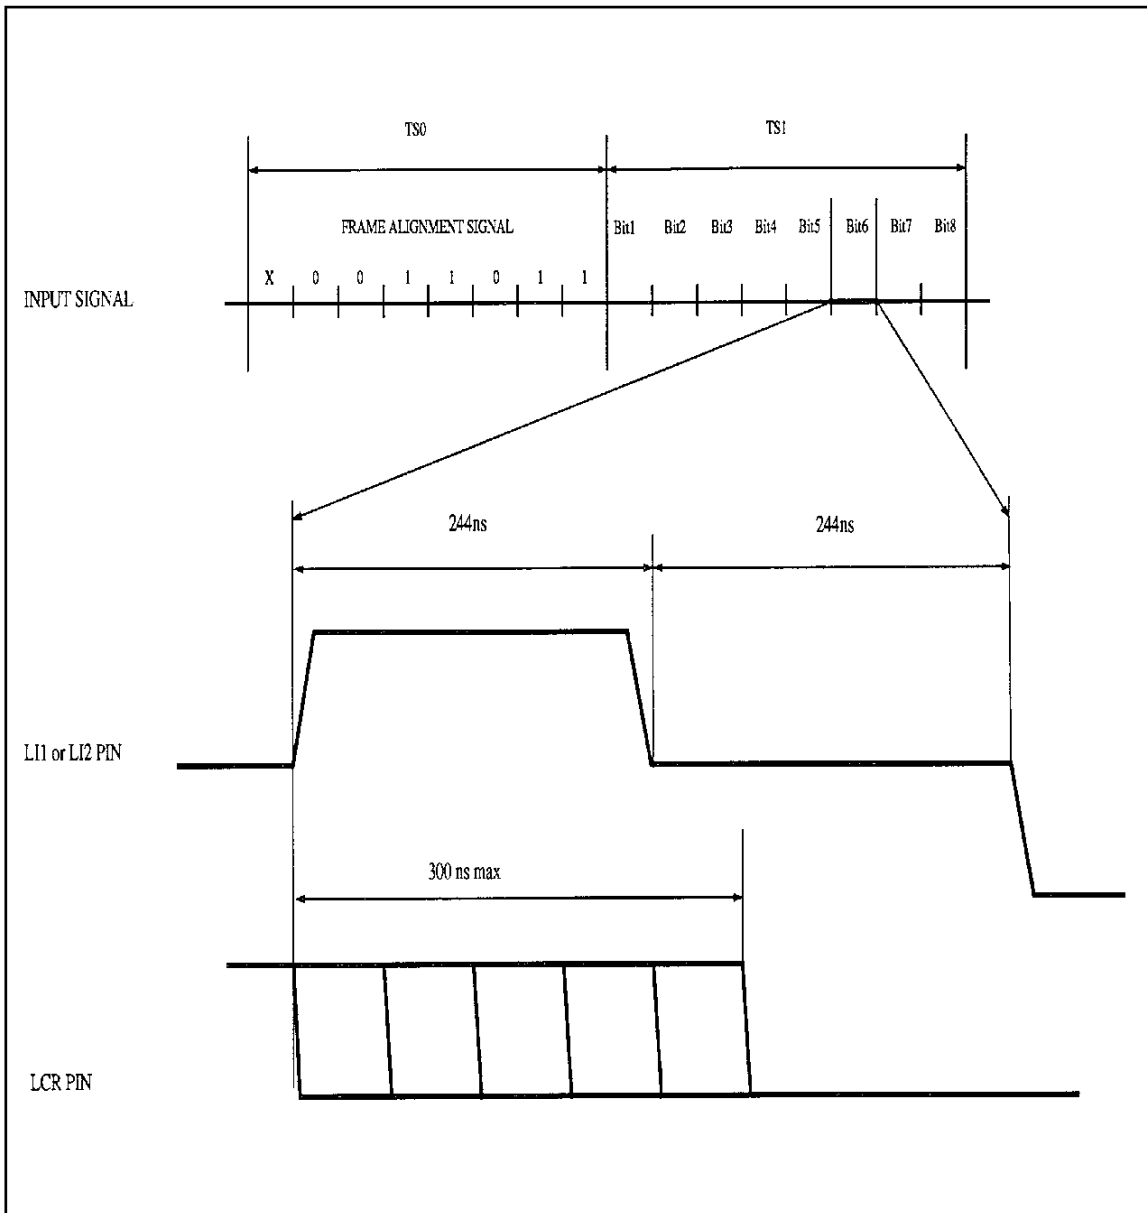 TS0 TS1
FRAME ALIGNMENT SIGNAL Bit1 Bit2 Bit3 Bit4 Bit5 Bit6 Bit7 Bit8
X 0 0 1 1 0 1 1
INPUT SIGNAL
244ns 244ns
LI1 or LI2 PIN
300 ns max
LCR PIN